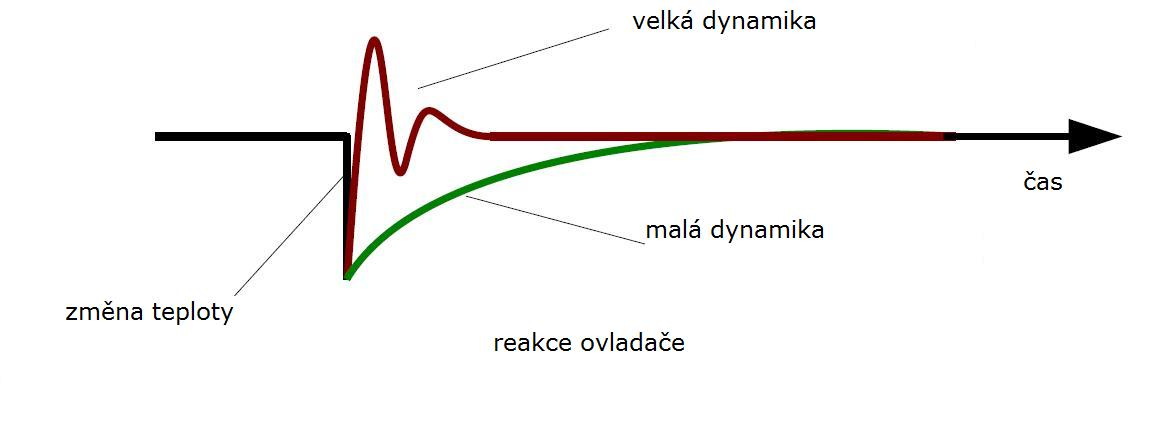 velká dynamika
čas
malá dynamika
změna teploty
reakce ovladače